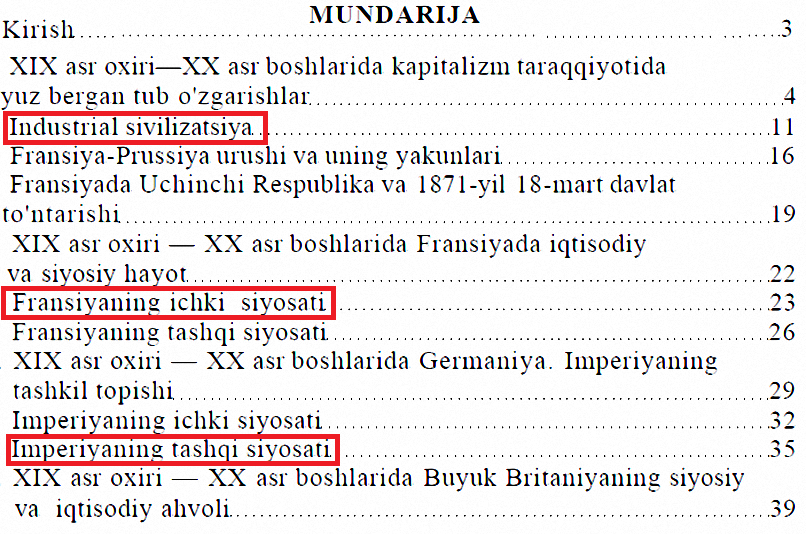 MUNDARIJA
Kirish ..... 3
XIX asr oxiri—XX asr boshlarida kapitalizm taraqqiyotida
yuz bergan tub o'zgarishlar ..... 4
Industrial sivilizatsiya ..... 11
Fransiya-Prussiya urushi va uning yakunlari ..... 16
Fransiyada Uchinchi Respublika va 1871-yil 18-mart davlat
to'ntarishi ..... 19
XIX asr oxiri — XX asr boshlarida Fransiyada iqtisodiy
va siyosiy hayot ..... 22
Fransiyaning ichki siyosati ..... 23
Fransiyaning tashqi siyosati ..... 26
XIX asr oxiri — XX asr boshlarida Germaniya. Imperiyaning
tashkil topishi ..... 29
Imperiyaning ichki siyosati ..... 32
Imperiyaning tashqi siyosati ..... 35
XIX asr oxiri — XX asr boshlarida Buyuk Britaniyaning siyosiy
va iqtisodiy ahvoli ..... 39